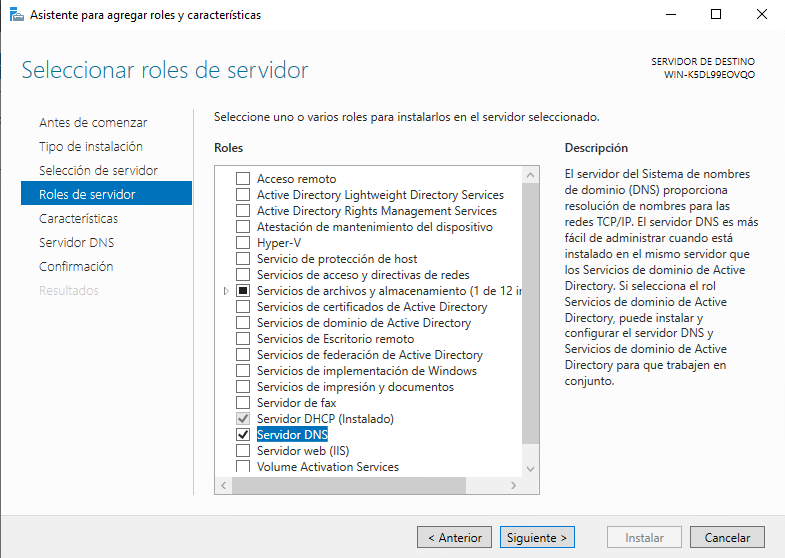 Asistente para agregar roles y características
Seleccionar roles de servidor
SERVIDOR DE DESTINO
WIN-K5DL99EOVQO
Antes de comenzar
Tipo de instalación
Selección de servidor
Roles de servidor
Características
Servidor DNS
Confirmación
Resultados
Seleccione uno o varios roles para instalarlos en el servidor seleccionado.
Roles
Acceso remoto
Active Directory Lightweight Directory Services
Active Directory Rights Management Services
Atestación de mantenimiento del dispositivo
Hyper-V
Servicio de protección de host
Servicios de acceso y directivas de redes
Servicios de archivos y almacenamiento (1 de 12 in
Servicios de certificados de Active Directory
Servicios de dominio de Active Directory
Servicios de Escritorio remoto
Servicios de federación de Active Directory
Servicios de implementación de Windows
Servicios de impresión y documentos
Servidor de fax
Servidor DHCP (Instalado)
Servidor DNS
Servidor web (IIS)
Volume Activation Services
Descripción
El servidor del Sistema de nombres
de dominio (DNS) proporciona
resolución de nombres para las
redes TCP/IP. El servidor DNS es más
fácil de administrar cuando está
instalado en el mismo servidor que
los Servicios de dominio de Active
Directory. Si selecciona el rol
Servicios de dominio de Active
Directory, puede instalar y
configurar el servidor DNS y
Servicios de dominio de Active
Directory para que trabajen en
conjunto.
< Anterior
Siguiente >
Instalar
Cancelar